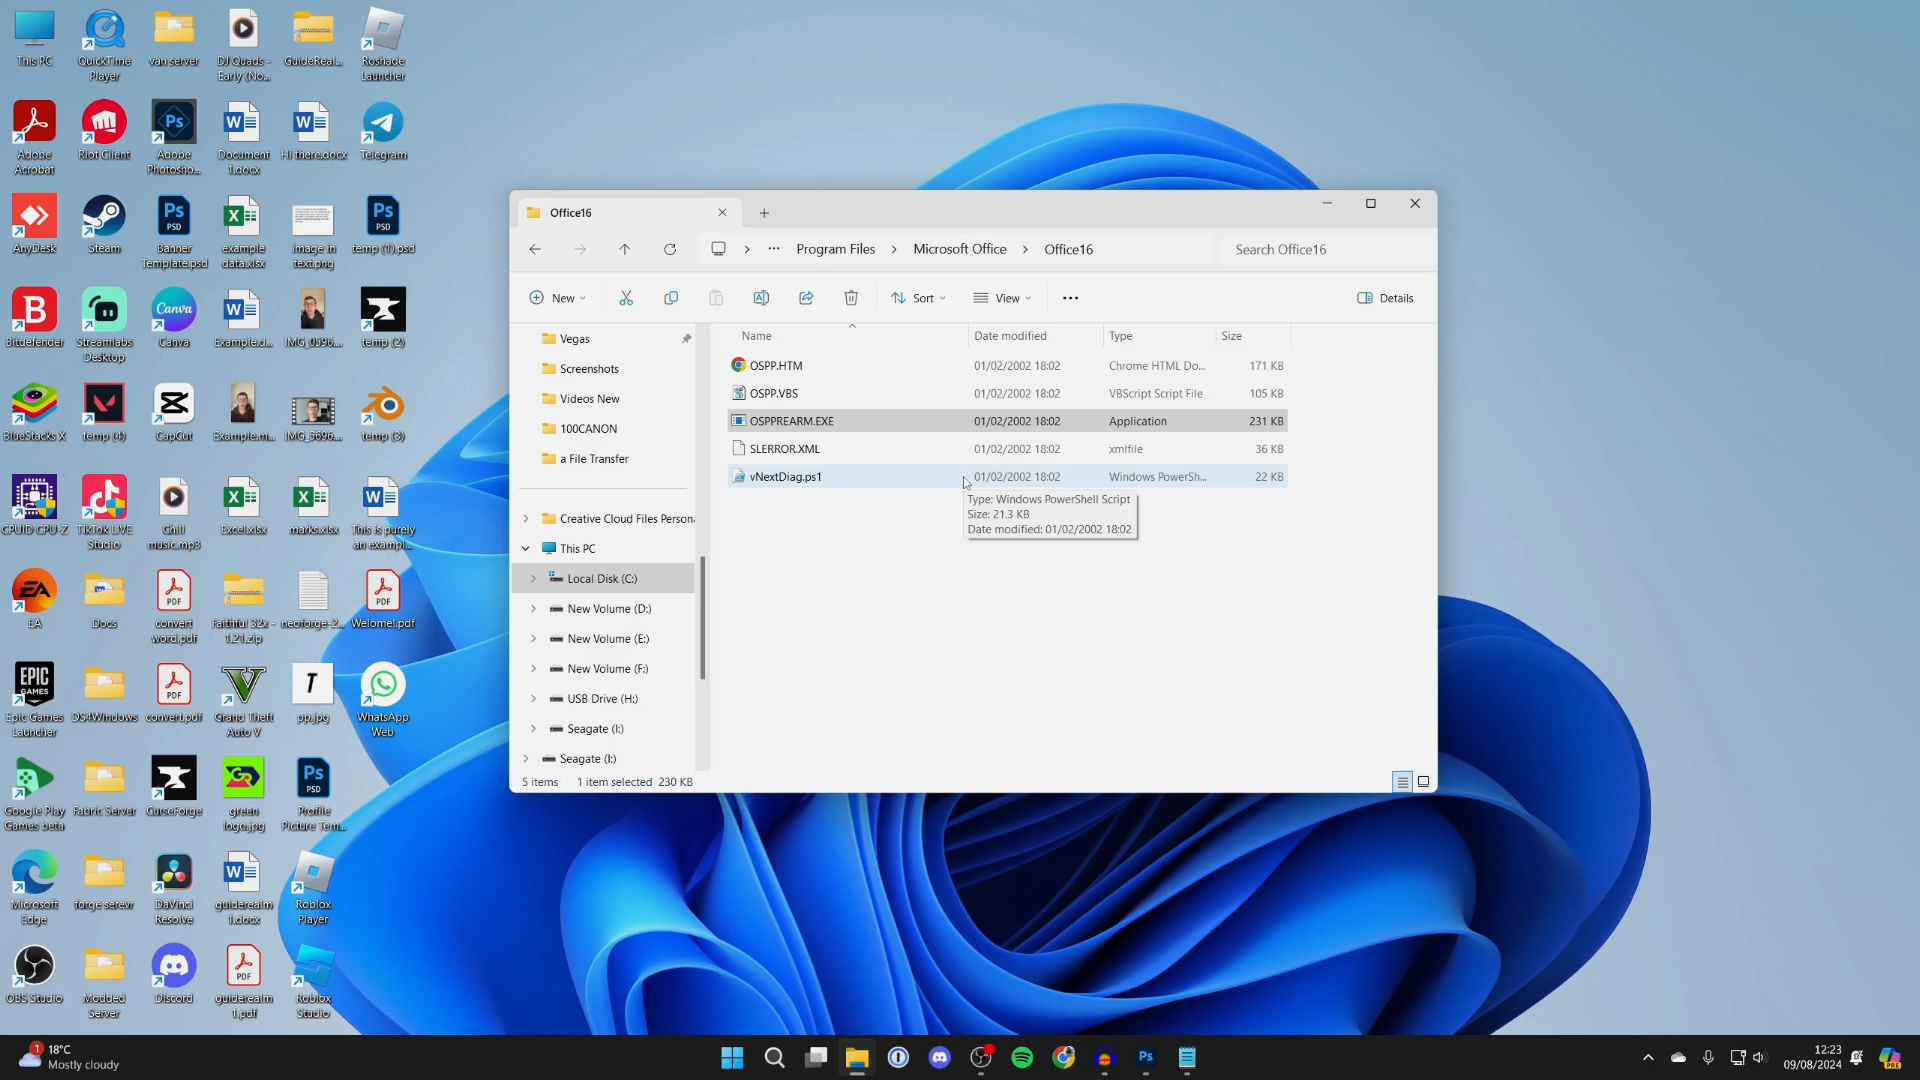 This PC
QuickTime
Player
van server
DJ Quads -
Early (No...
GuideReal...
Roshade
Launcher
Adobe
Acrobat
Riot Client
Adobe
Photosho...
Document
1.docx
Hi there.docx
Telegram
AnyDesk
Steam
Banner
Template.psd
example
data.xlsx
image in
text.png
temp (1).psd
Bitdefender
Streamlabs
Desktop
Canva
Example.d...
IMG_0596...
temp (2)
BlueStacks X
temp (4)
CapCut
Example.m...
IMG_5696...
temp (3)
CPUID CPU-Z
TikTok LIVE
Studio
Chill
music.mp3
Excel.xlsx
marks.xlsx
This is purely
an exampl...
EA
Docs
convert
word.pdf
faithful 32x -
1.21.zip
neoforge-2...
Welome!.pdf
Epic Games
Launcher
DS4Windows
convert.pdf
Grand Theft
Auto V
pp.jpg
WhatsApp
Web
Google Play
Games beta
Fabric Server
CurseForge
green
logo.jpg
Profile
Picture Tem...
Microsoft
Edge
forge serevr
DaVinci
Resolve
guiderealm
1.docx
Roblox
Player
OBS Studio
Modded
Server
Discord
guiderealm
1.pdf
Roblox
Studio
Office16
Program Files > Microsoft Office > Office16
Search Office16
New
Sort
View
Details
Vegas
Screenshots
Videos New
100CANON
a File Transfer
Creative Cloud Files Persona
This PC
Local Disk (C:)
New Volume (D:)
New Volume (E:)
New Volume (F:)
USB Drive (H:)
Seagate (I:)
Seagate (I:)
Name Date modified Type Size
OSPP.HTM 01/02/2002 18:02 Chrome HTML Do... 171 KB
OSPP.VBS 01/02/2002 18:02 VBScript Script File 105 KB
OSPPREARM.EXE 01/02/2002 18:02 Application 231 KB
SLERROR.XML 01/02/2002 18:02 xmlfile 36 KB
vNextDiag.ps1 01/02/2002 18:02 Windows PowerSh... 22 KB
Type: Windows PowerShell Script
Size: 21.3 KB
Date modified: 01/02/2002 18:02
5 items 1 item selected 230 KB
1
18°C
Mostly cloudy
12:23
09/08/2024